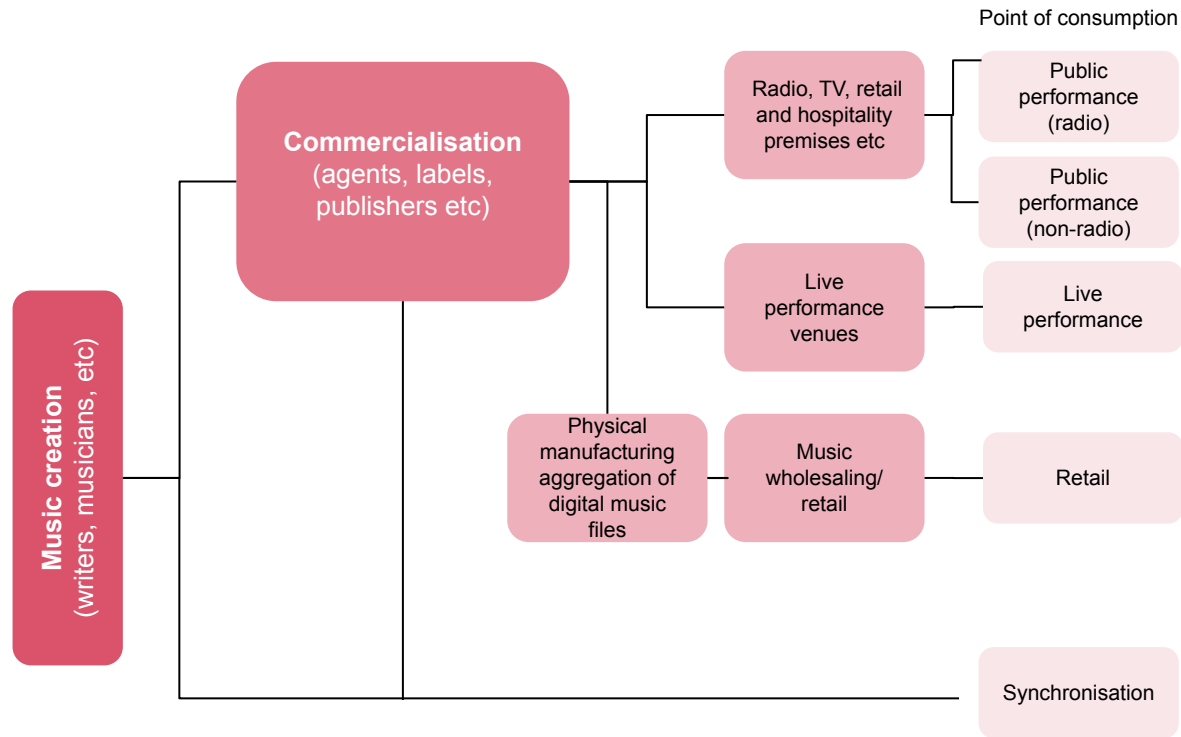 Point of consumption
Music creation
(writers, musicians, etc)
Commercialisation
(agents, labels,
publishers etc)
Radio, TV, retail
and hospitality
premises etc
Public
performance
(radio)
Public
performance
(non-radio)
Live
performance
venues
Live
performance
Physical
manufacturing
aggregation of
digital music
files
Music
wholesaling/
retail
Retail
Synchronisation